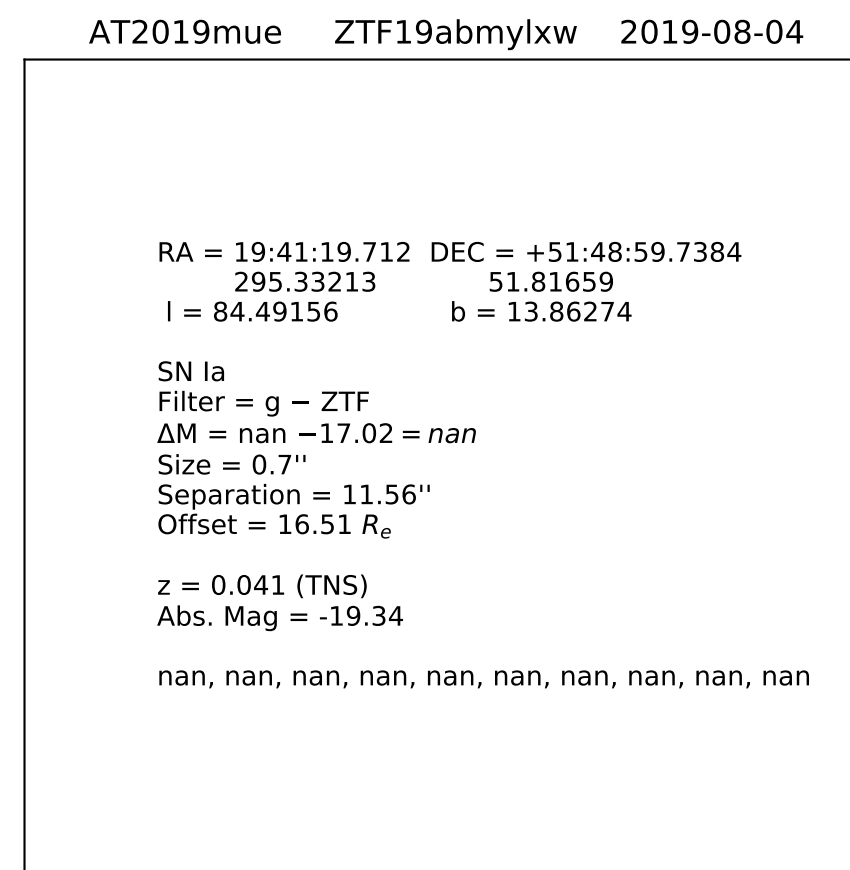 AT2019mue ZTF19abmylxw 2019-08-04
RA = 19:41:19.712 DEC = +51:48:59.7384
295.33213 51.81659
l = 84.49156 b = 13.86274
SN Ia
Filter = g − ZTF
ΔM = nan −17.02 = nan
Size = 0.7''
Separation = 11.56''
Offset = 16.51 Rₑ
z = 0.041 (TNS)
Abs. Mag = -19.34
nan, nan, nan, nan, nan, nan, nan, nan, nan, nan